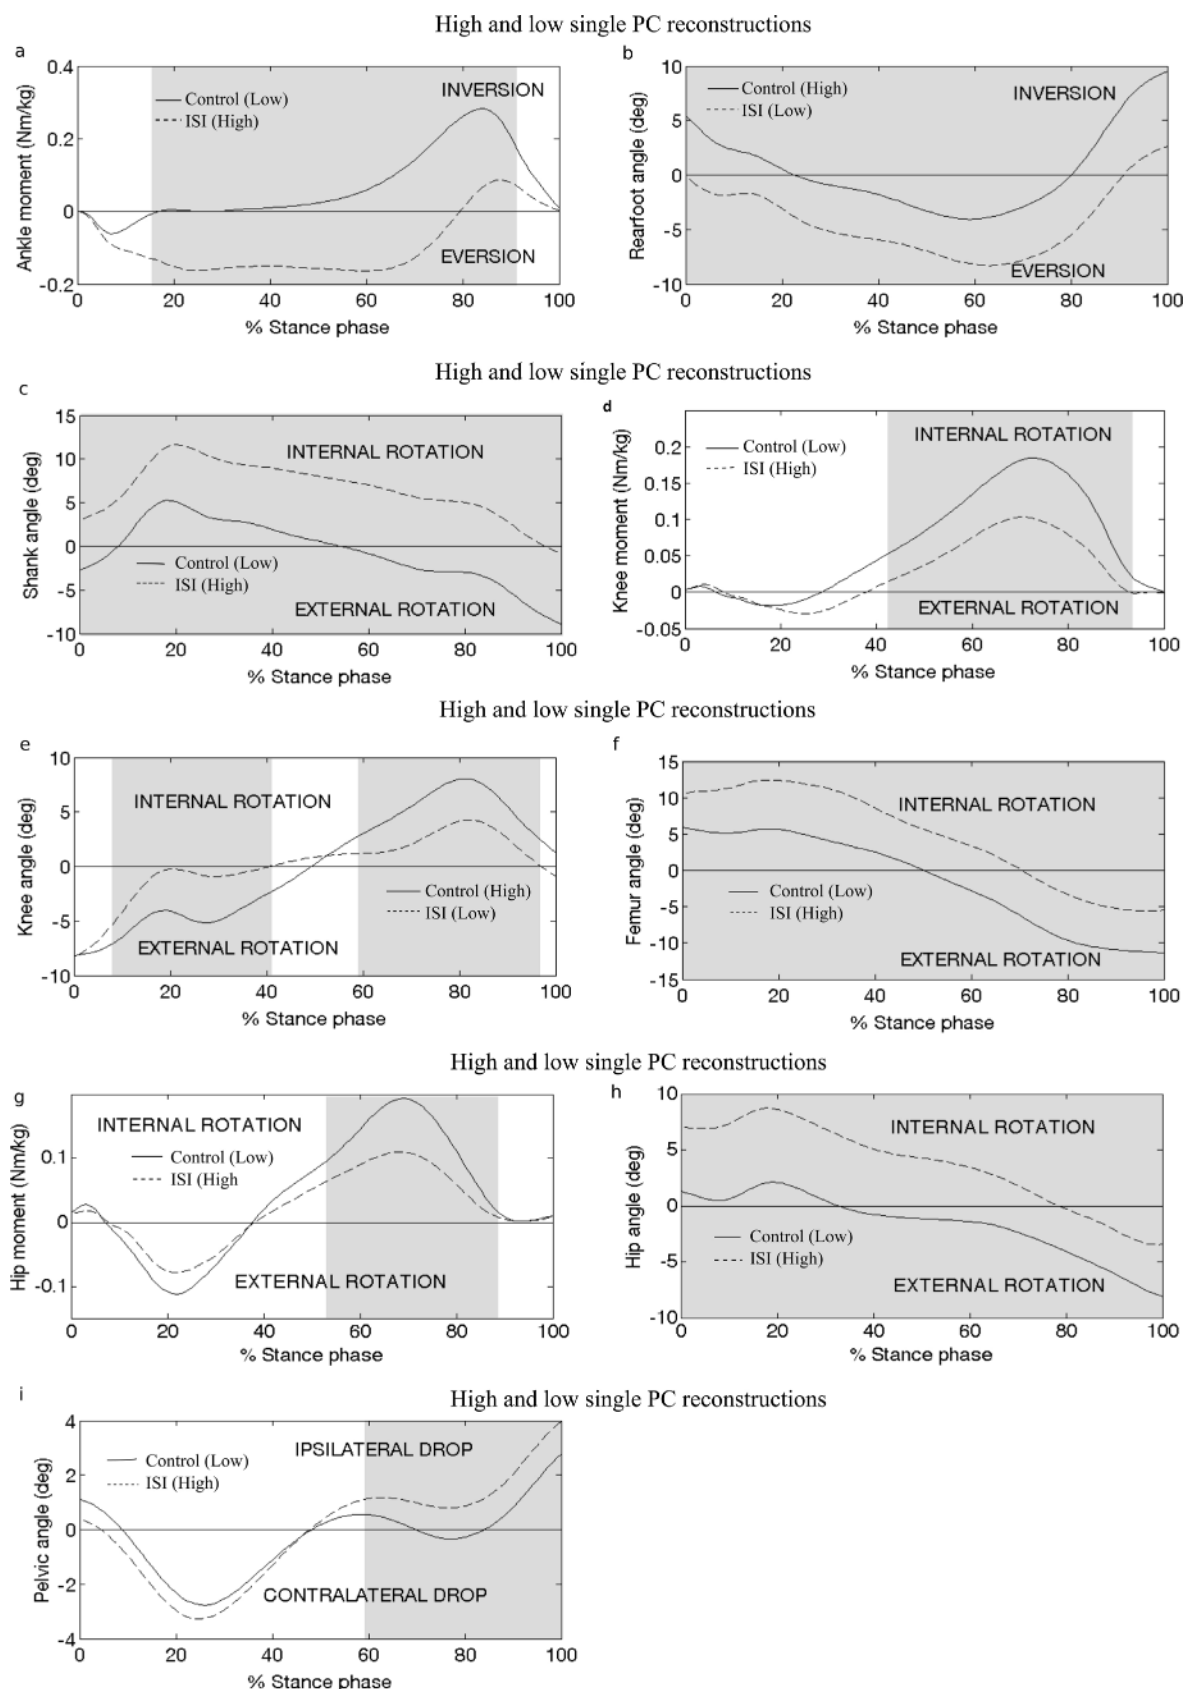 High and low single PC reconstructions
a
0.4
0.2
0
-0.2
Ankle moment (Nm/kg)
Control (Low)
ISI (High)
INVERSION
EVERSION
0 20 40 60 80 100
% Stance phase
b
10
5
0
-5
-10
Rearfoot angle (deg)
Control (High)
ISI (Low)
INVERSION
EVERSION
0 20 40 60 80 100
% Stance phase
High and low single PC reconstructions
c
15
10
5
0
-5
-10
Shank angle (deg)
INTERNAL ROTATION
Control (Low)
ISI (High)
EXTERNAL ROTATION
0 20 40 60 80 100
% Stance phase
d
0.2
0.15
0.1
0.05
0
-0.05
Knee moment (Nm/kg)
Control (Low)
ISI (High)
INTERNAL ROTATION
EXTERNAL ROTATION
0 20 40 60 80 100
% Stance phase
High and low single PC reconstructions
e
10
5
0
-5
-10
Knee angle (deg)
INTERNAL ROTATION
Control (High)
ISI (Low)
EXTERNAL ROTATION
0 20 40 60 80 100
% Stance phase
f
15
10
5
0
-5
-10
-15
Femur angle (deg)
INTERNAL ROTATION
Control (Low)
ISI (High)
EXTERNAL ROTATION
0 20 40 60 80 100
% Stance phase
High and low single PC reconstructions
g
0.1
0
-0.1
Hip moment (Nm/kg)
INTERNAL ROTATION
Control (Low)
ISI (High
EXTERNAL ROTATION
0 20 40 60 80 100
% Stance phase
h
10
5
0
-5
-10
Hip angle (deg)
INTERNAL ROTATION
Control (Low)
ISI (High)
EXTERNAL ROTATION
0 20 40 60 80 100
% Stance phase
High and low single PC reconstructions
i
4
2
0
-2
-4
Pelvic angle (deg)
Control (Low)
ISI (High)
IPSILATERAL DROP
CONTRALATERAL DROP
0 20 40 60 80 100
% Stance phase